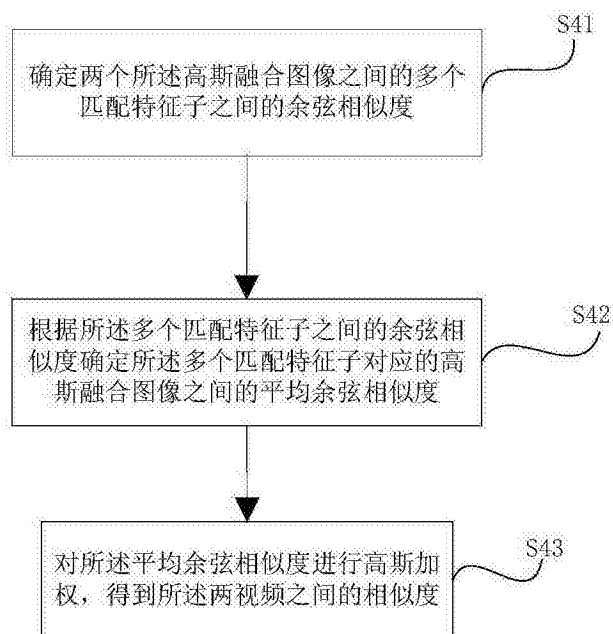 S41
确定两个所述高斯融合图像之间的多个
匹配特征子之间的余弦相似度
S42
根据所述多个匹配特征子之间的余弦相
似度确定所述多个匹配特征子对应的高
斯融合图像之间的平均余弦相似度
S43
对所述平均余弦相似度进行高斯加
权，得到所述两视频之间的相似度